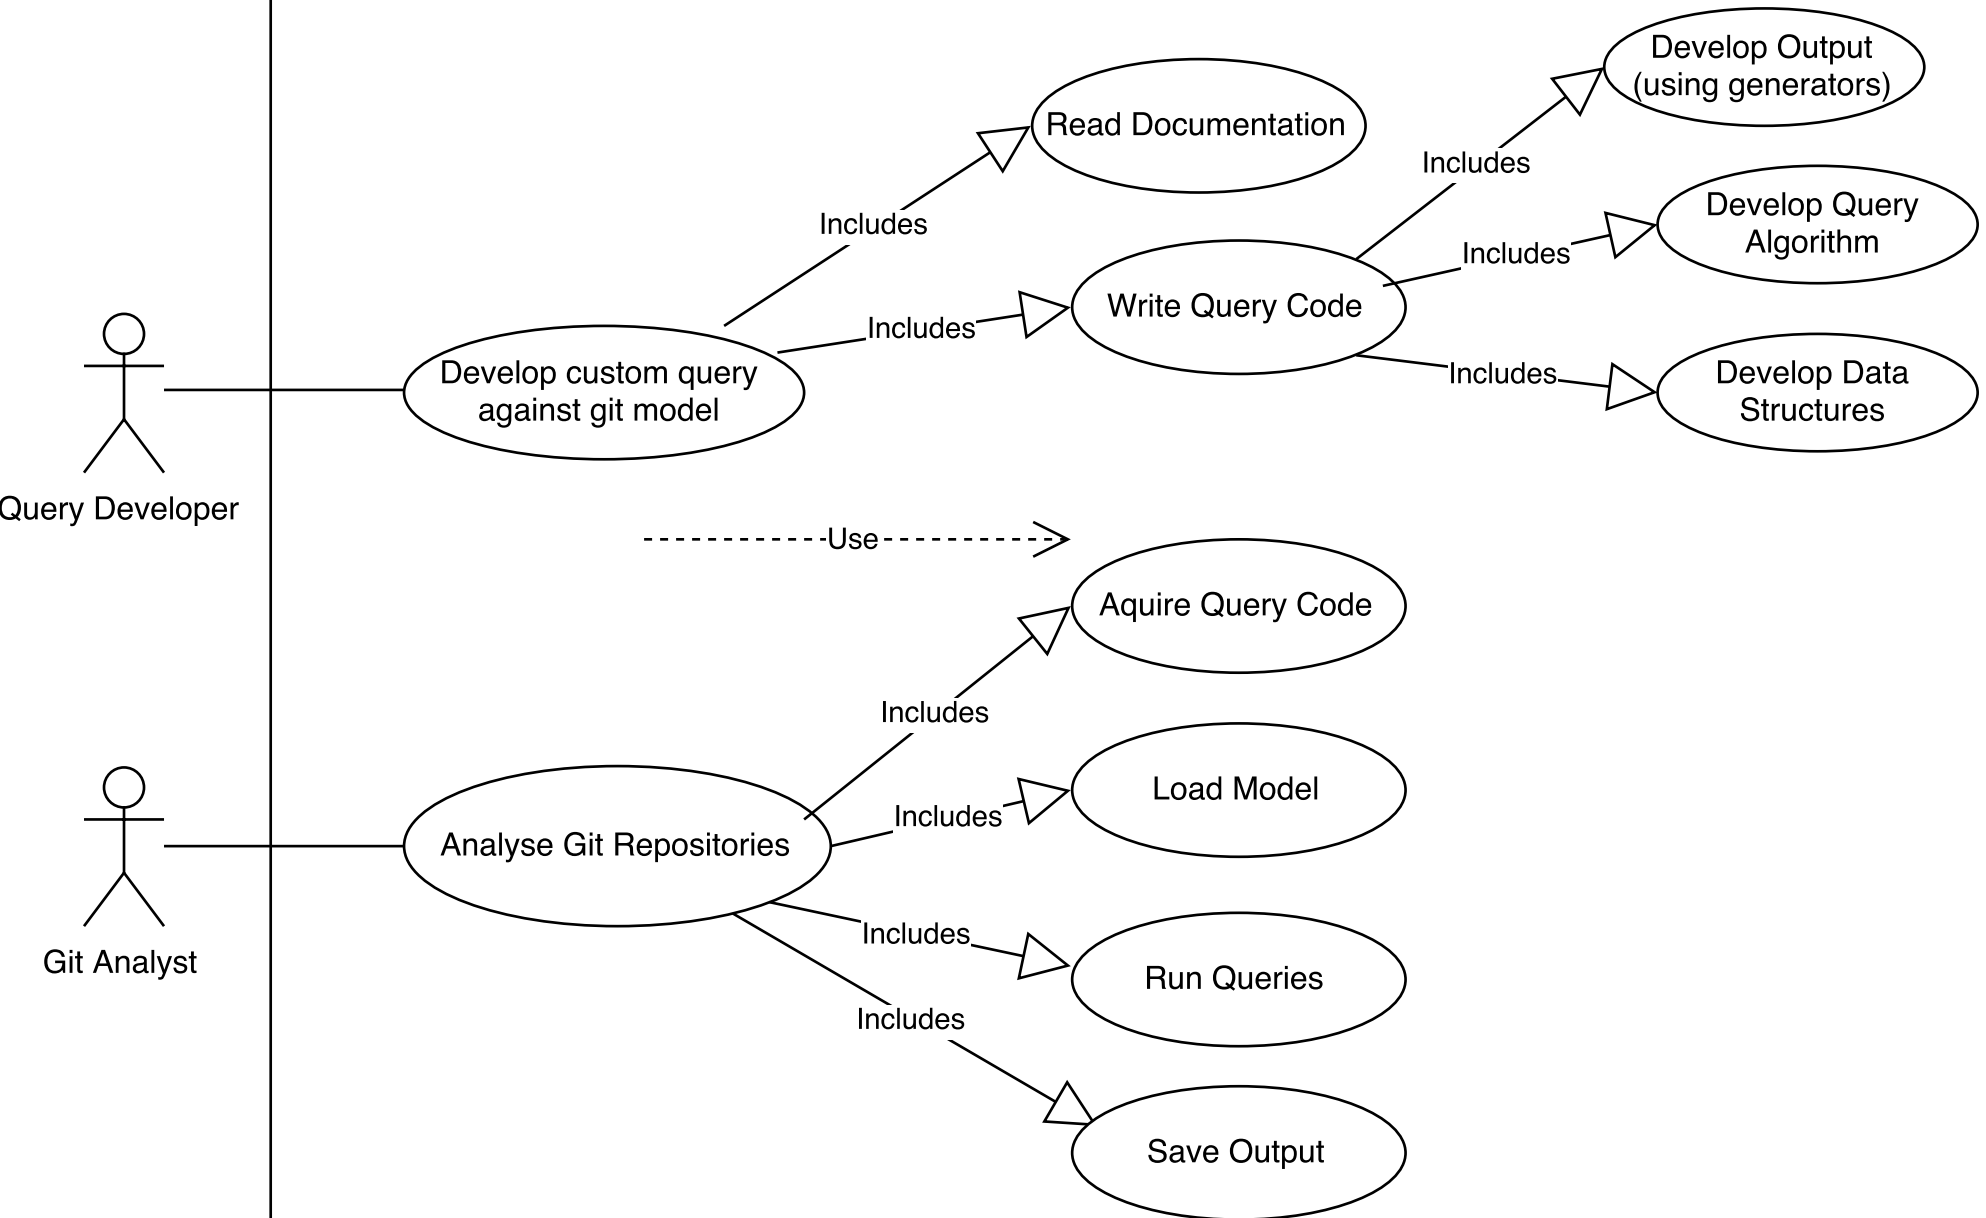 Develop Output
(using generators)
Read Documentation
Includes
Develop Query
Algorithm
Includes
Includes
Write Query Code
Includes
Develop custom query
against git model
Includes
Develop Data
Structures
Query Developer
Use
Aquire Query Code
Includes
Load Model
Includes
Analyse Git Repositories
Includes
Git Analyst
Run Queries
Includes
Save Output